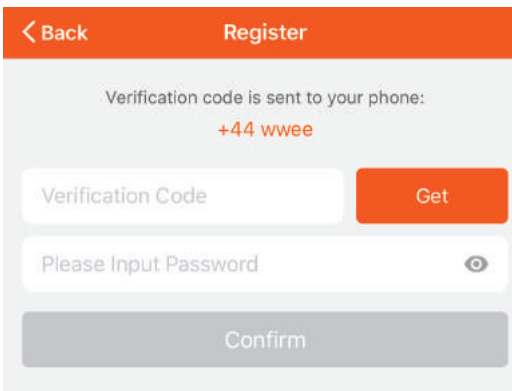 Back Register
Verification code is sent to your phone:
+44 wwee
Verification Code Get
Please Input Password
Confirm